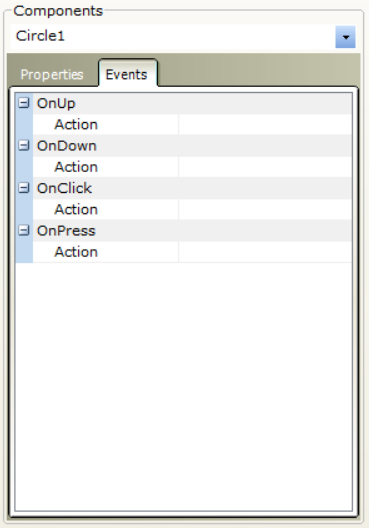 Components
Circle1
Properties Events
OnUp
Action
OnDown
Action
OnClick
Action
OnPress
Action